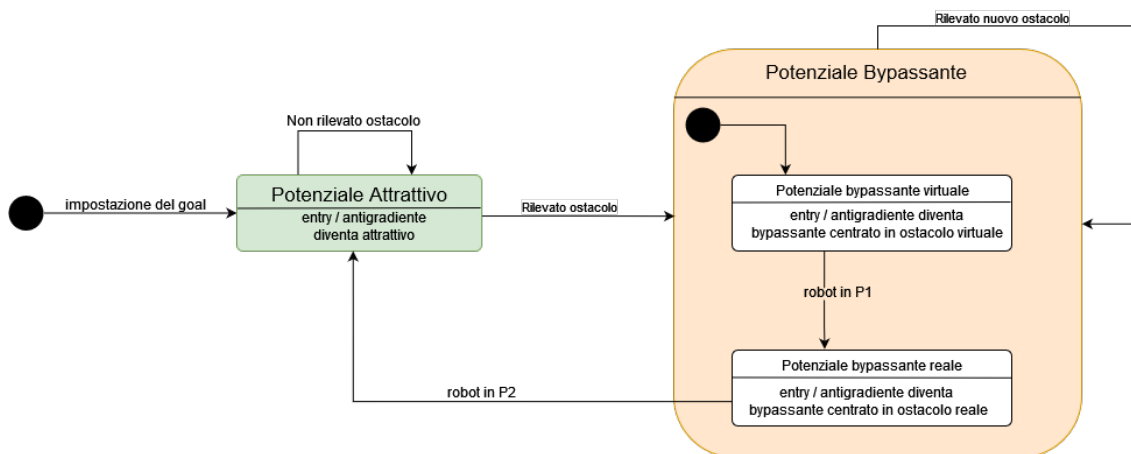 Rilevato nuovo ostacolo
Potenziale Bypassante
Non rilevato ostacolo
Potenziale bypassante virtuale
entry / antigradiente diventa
bypassante centrato in ostacolo virtuale
impostazione del goal
Potenziale Attrattivo
entry / antigradiente
diventa attrattivo
Rilevato ostacolo
robot in P1
Potenziale bypassante reale
entry / antigradiente diventa
bypassante centrato in ostacolo reale
robot in P2